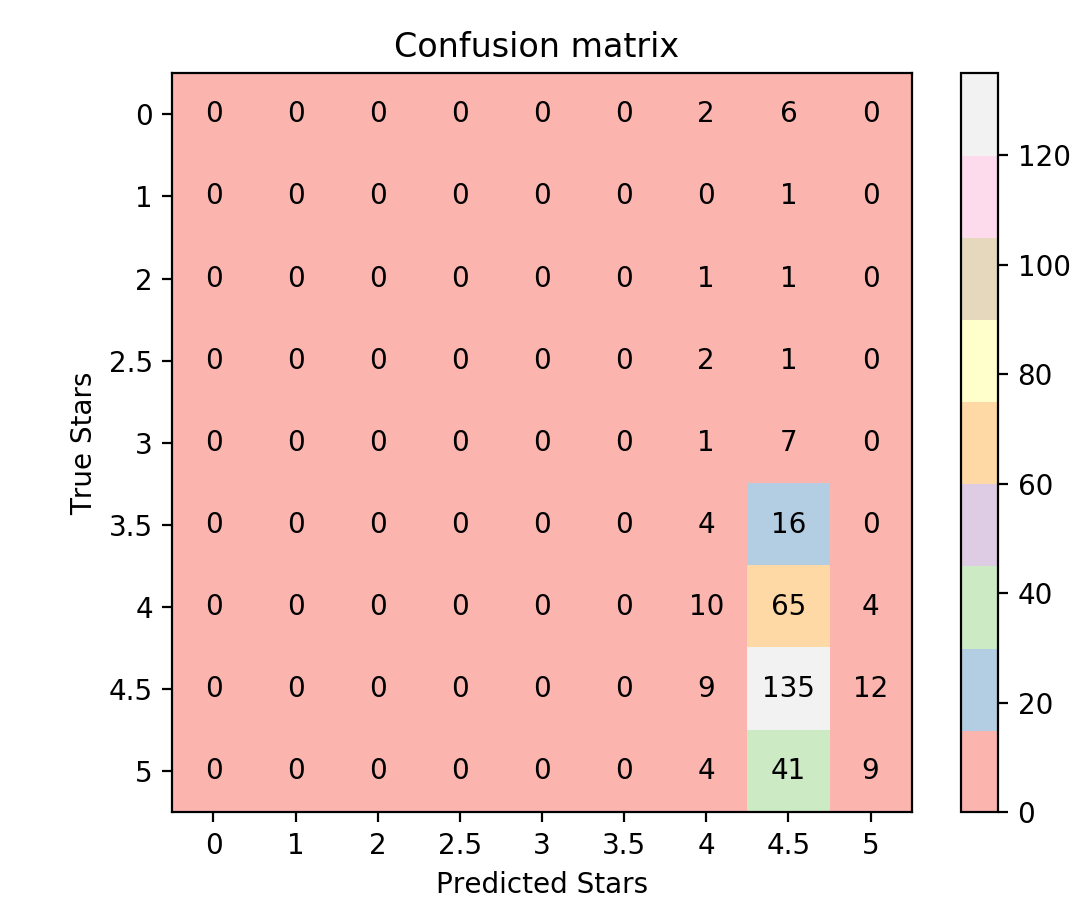 Confusion matrix
0 0 0 0 0 0 0 2 6 0
1 0 0 0 0 0 0 0 1 0
2 0 0 0 0 0 0 1 1 0
2.5 0 0 0 0 0 0 2 1 0
3 0 0 0 0 0 0 1 7 0
3.5 0 0 0 0 0 0 4 16 0
4 0 0 0 0 0 0 10 65 4
4.5 0 0 0 0 0 0 9 135 12
5 0 0 0 0 0 0 4 41 9
0 1 2 2.5 3 3.5 4 4.5 5
True Stars
Predicted Stars
120
100
80
60
40
20
0